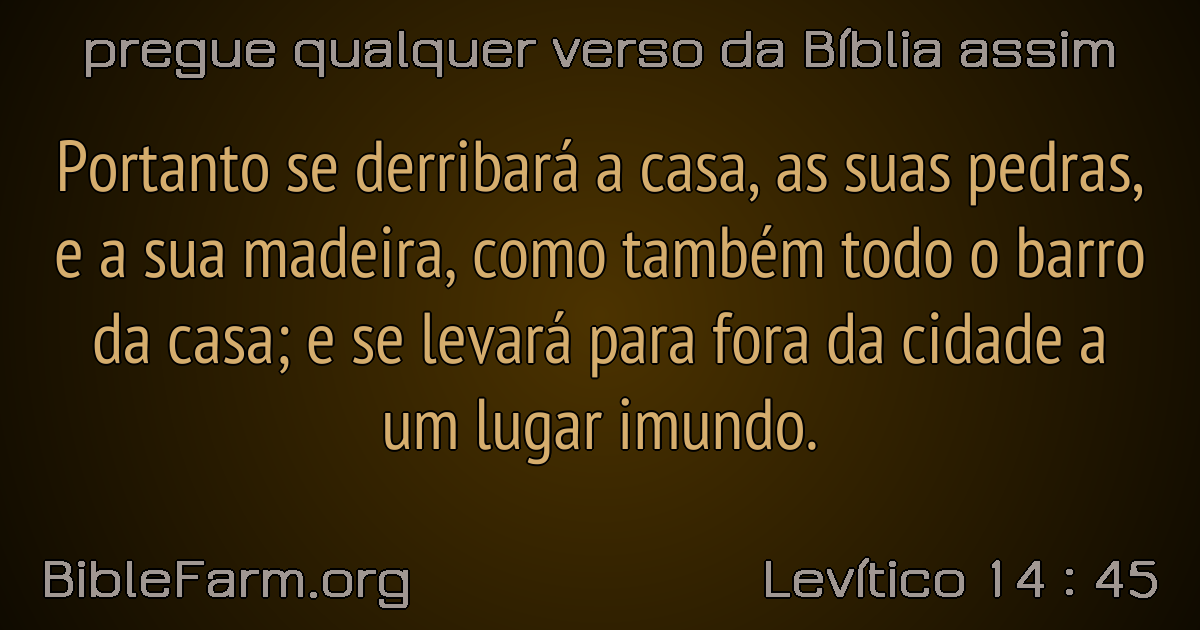 pregue qualquer verso da Bíblia assim
Portanto se derribará a casa, as suas pedras,
e a sua madeira, como também todo o barro
da casa; e se levará para fora da cidade a
um lugar imundo.
BibleFarm.org
Levítico 14 : 45